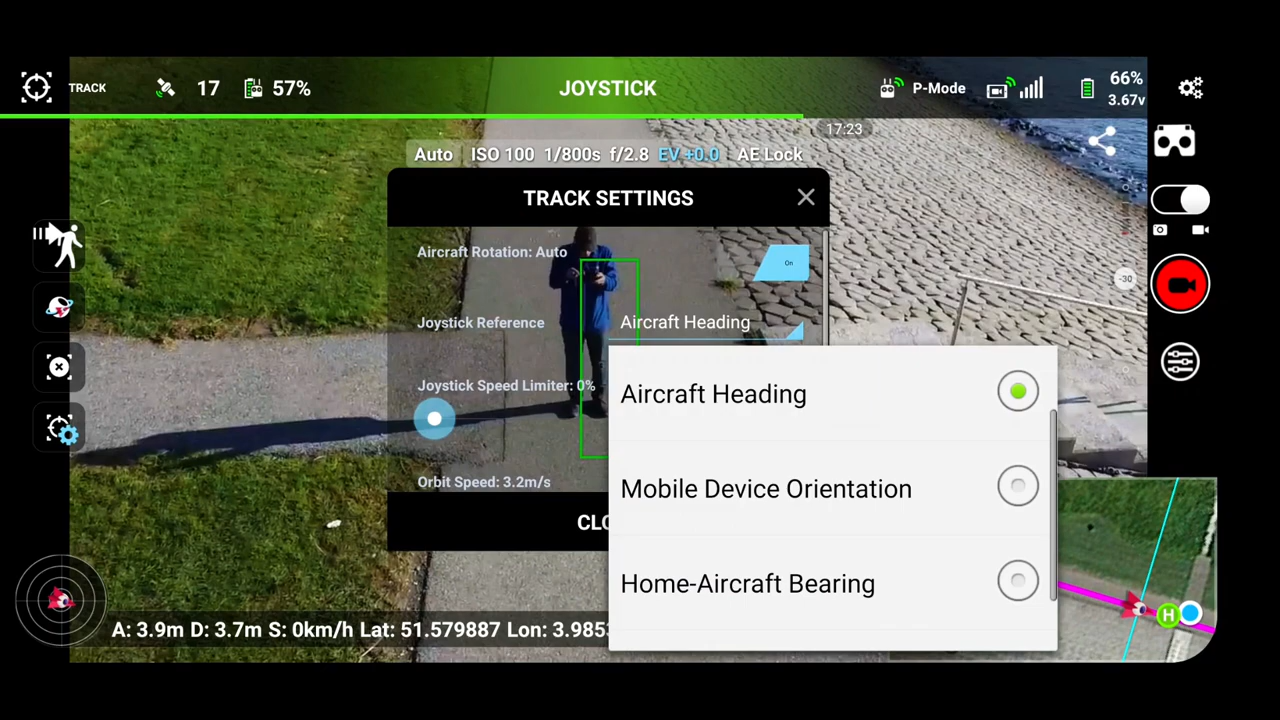 TRACK 17 57% JOYSTICK P-Mode 66%
3.67v
17:23
Auto ISO 100 1/800s f/2.8 EV +0.0 AE Lock
TRACK SETTINGS
Aircraft Rotation: Auto On
-30
Joystick Reference Aircraft Heading
Joystick Speed Limiter: 0%
Aircraft Heading
Mobile Device Orientation
Orbit Speed: 3.2m/s
CLO
Home-Aircraft Bearing
H
A: 3.9m D: 3.7m S: 0km/h Lat: 51.579887 Lon: 3.985